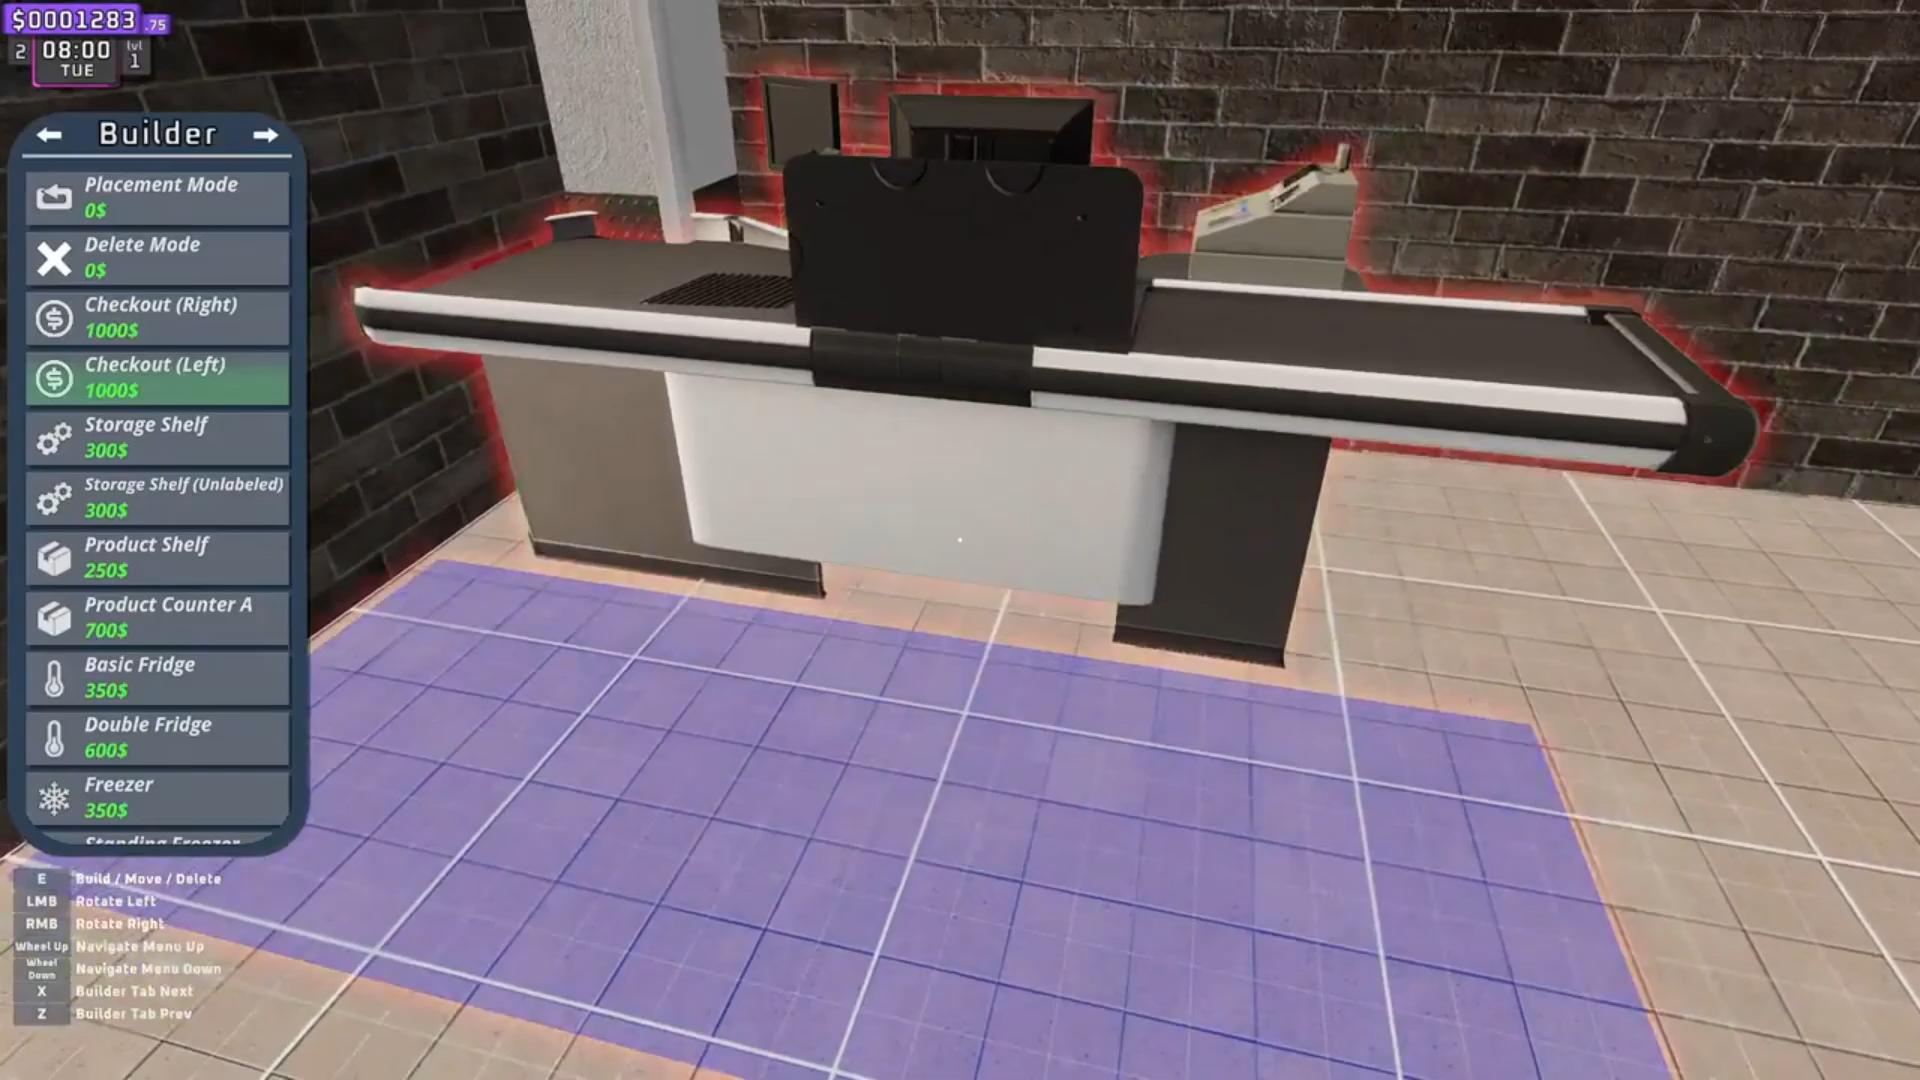 $0001283.75
2 08:00 lvl
TUE 1
Builder
Placement Mode
0$
Delete Mode
0$
Checkout (Right)
1000$
Checkout (Left)
1000$
Storage Shelf
300$
Storage Shelf (Unlabeled)
300$
Product Shelf
250$
Product Counter A
700$
Basic Fridge
350$
Double Fridge
600$
Freezer
350$
Standing Freezer
E Build / Move / Delete
LMB Rotate Left
RMB Rotate Right
Wheel Up Navigate Menu Up
Wheel Down Navigate Menu Down
X Builder Tab Next
Z Builder Tab Prev